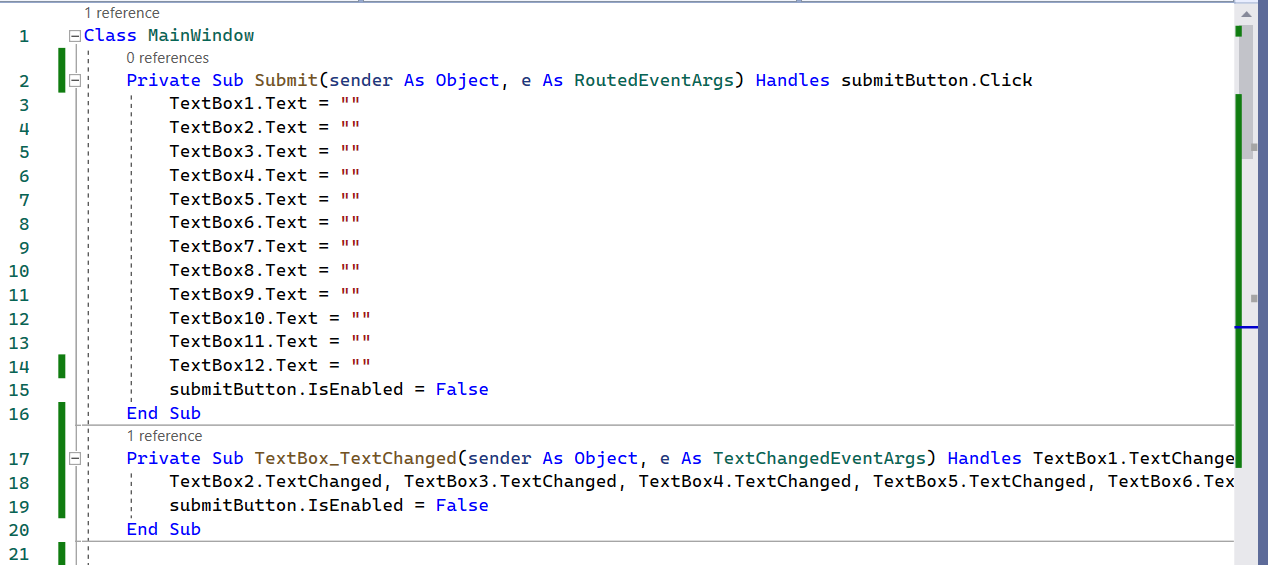 1 reference
1 Class MainWindow
0 references
2 Private Sub Submit(sender As Object, e As RoutedEventArgs) Handles submitButton.Click
3 TextBox1.Text = ""
4 TextBox2.Text = ""
5 TextBox3.Text = ""
6 TextBox4.Text = ""
7 TextBox5.Text = ""
8 TextBox6.Text = ""
9 TextBox7.Text = ""
10 TextBox8.Text = ""
11 TextBox9.Text = ""
12 TextBox10.Text = ""
13 TextBox11.Text = ""
14 TextBox12.Text = ""
15 submitButton.IsEnabled = False
16 End Sub
1 reference
17 Private Sub TextBox_TextChanged(sender As Object, e As TextChangedEventArgs) Handles TextBox1.TextChange
18 TextBox2.TextChanged, TextBox3.TextChanged, TextBox4.TextChanged, TextBox5.TextChanged, TextBox6.Tex
19 submitButton.IsEnabled = False
20 End Sub
21